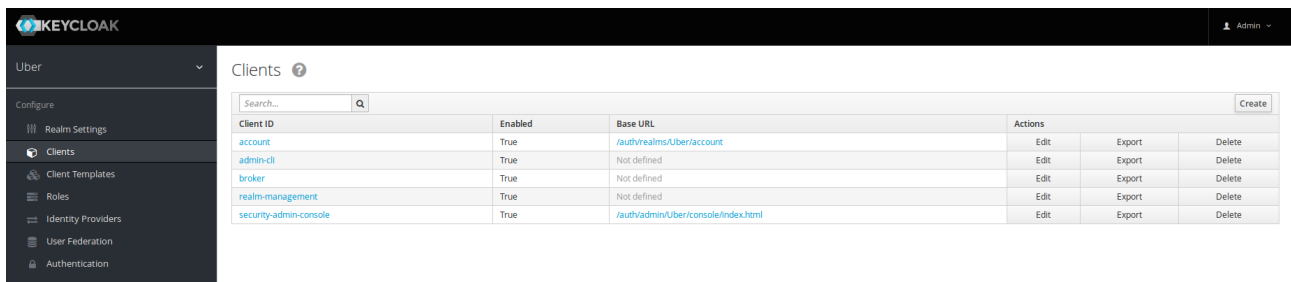 KEYCLOAK
Admin
Uber
Configure
Realm Settings
Clients
Client Templates
Roles
Identity Providers
User Federation
Authentication
Clients ?
Search...
Create
Client ID Enabled Base URL Actions
account True /auth/realms/Uber/account Edit Export Delete
admin-cli True Not defined Edit Export Delete
broker True Not defined Edit Export Delete
realm-management True Not defined Edit Export Delete
security-admin-console True /auth/admin/Uber/console/index.html Edit Export Delete